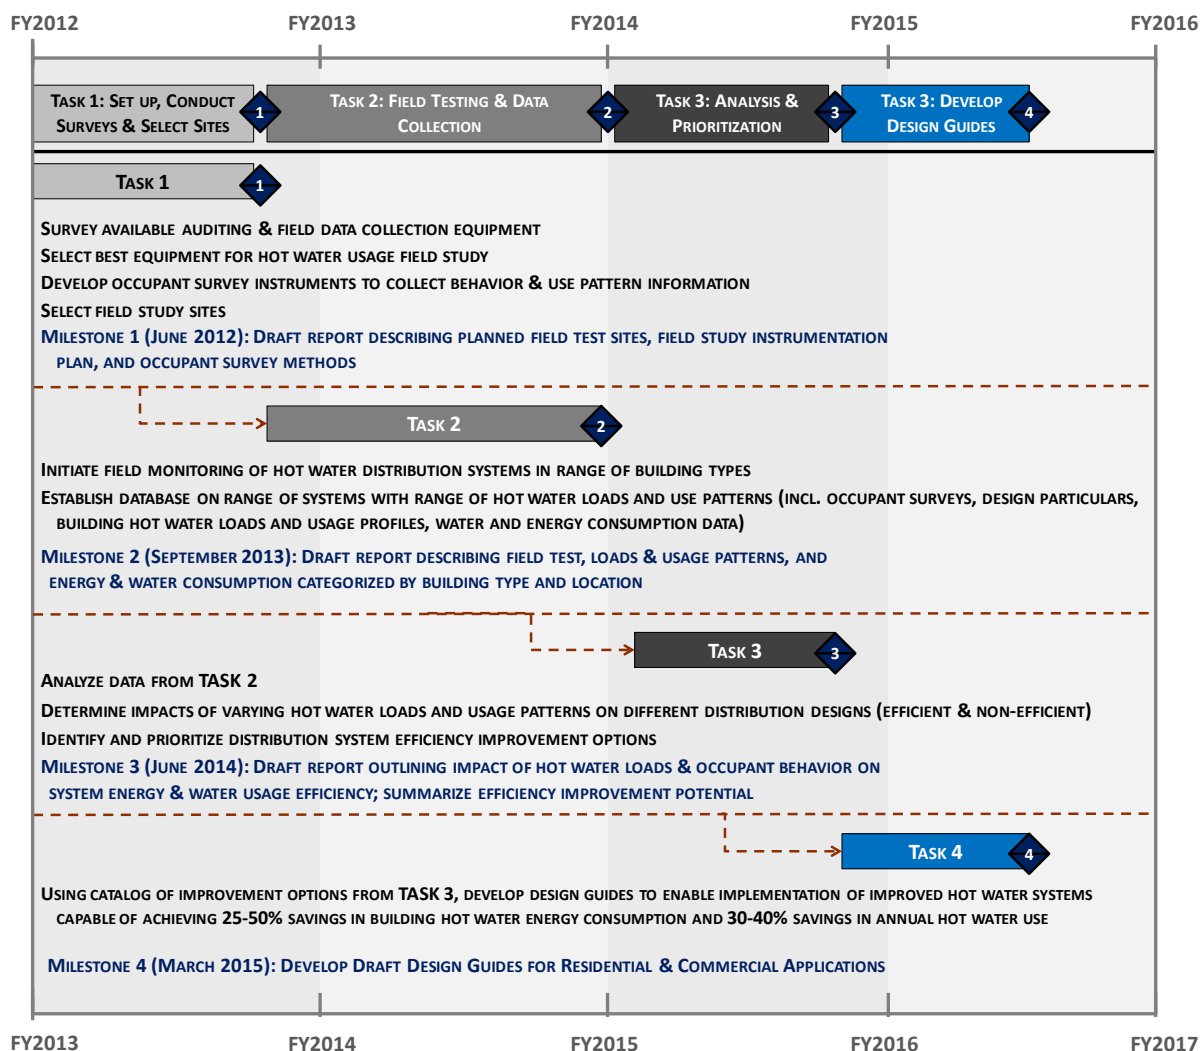 FY2012 FY2013 FY2014 FY2015 FY2016
TASK 1: SET UP, CONDUCT
SURVEYS & SELECT SITES
1
TASK 2: FIELD TESTING & DATA
COLLECTION
2
TASK 3: ANALYSIS &
PRIORITIZATION
3
TASK 3: DEVELOP
DESIGN GUIDES
4
TASK 1
1
SURVEY AVAILABLE AUDITING & FIELD DATA COLLECTION EQUIPMENT
SELECT BEST EQUIPMENT FOR HOT WATER USAGE FIELD STUDY
DEVELOP OCCUPANT SURVEY INSTRUMENTS TO COLLECT BEHAVIOR & USE PATTERN INFORMATION
SELECT FIELD STUDY SITES
MILESTONE 1 (JUNE 2012): DRAFT REPORT DESCRIBING PLANNED FIELD TEST SITES, FIELD STUDY INSTRUMENTATION
PLAN, AND OCCUPANT SURVEY METHODS
TASK 2
2
INITIATE FIELD MONITORING OF HOT WATER DISTRIBUTION SYSTEMS IN RANGE OF BUILDING TYPES
ESTABLISH DATABASE ON RANGE OF SYSTEMS WITH RANGE OF HOT WATER LOADS AND USE PATTERNS (INCL. OCCUPANT SURVEYS, DESIGN PARTICULARS,
BUILDING HOT WATER LOADS AND USAGE PROFILES, WATER AND ENERGY CONSUMPTION DATA)
MILESTONE 2 (SEPTEMBER 2013): DRAFT REPORT DESCRIBING FIELD TEST, LOADS & USAGE PATTERNS, AND
ENERGY & WATER CONSUMPTION CATEGORIZED BY BUILDING TYPE AND LOCATION
TASK 3
3
ANALYZE DATA FROM TASK 2
DETERMINE IMPACTS OF VARYING HOT WATER LOADS AND USAGE PATTERNS ON DIFFERENT DISTRIBUTION DESIGNS (EFFICIENT & NON-EFFICIENT)
IDENTIFY AND PRIORITIZE DISTRIBUTION SYSTEM EFFICIENCY IMPROVEMENT OPTIONS
MILESTONE 3 (JUNE 2014): DRAFT REPORT OUTLINING IMPACT OF HOT WATER LOADS & OCCUPANT BEHAVIOR ON
SYSTEM ENERGY & WATER USAGE EFFICIENCY; SUMMARIZE EFFICIENCY IMPROVEMENT POTENTIAL
TASK 4
4
USING CATALOG OF IMPROVEMENT OPTIONS FROM TASK 3, DEVELOP DESIGN GUIDES TO ENABLE IMPLEMENTATION OF IMPROVED HOT WATER SYSTEMS
CAPABLE OF ACHIEVING 25-50% SAVINGS IN BUILDING HOT WATER ENERGY CONSUMPTION AND 30-40% SAVINGS IN ANNUAL HOT WATER USE
MILESTONE 4 (MARCH 2015): DEVELOP DRAFT DESIGN GUIDES FOR RESIDENTIAL & COMMERCIAL APPLICATIONS
FY2013 FY2014 FY2015 FY2016 FY2017